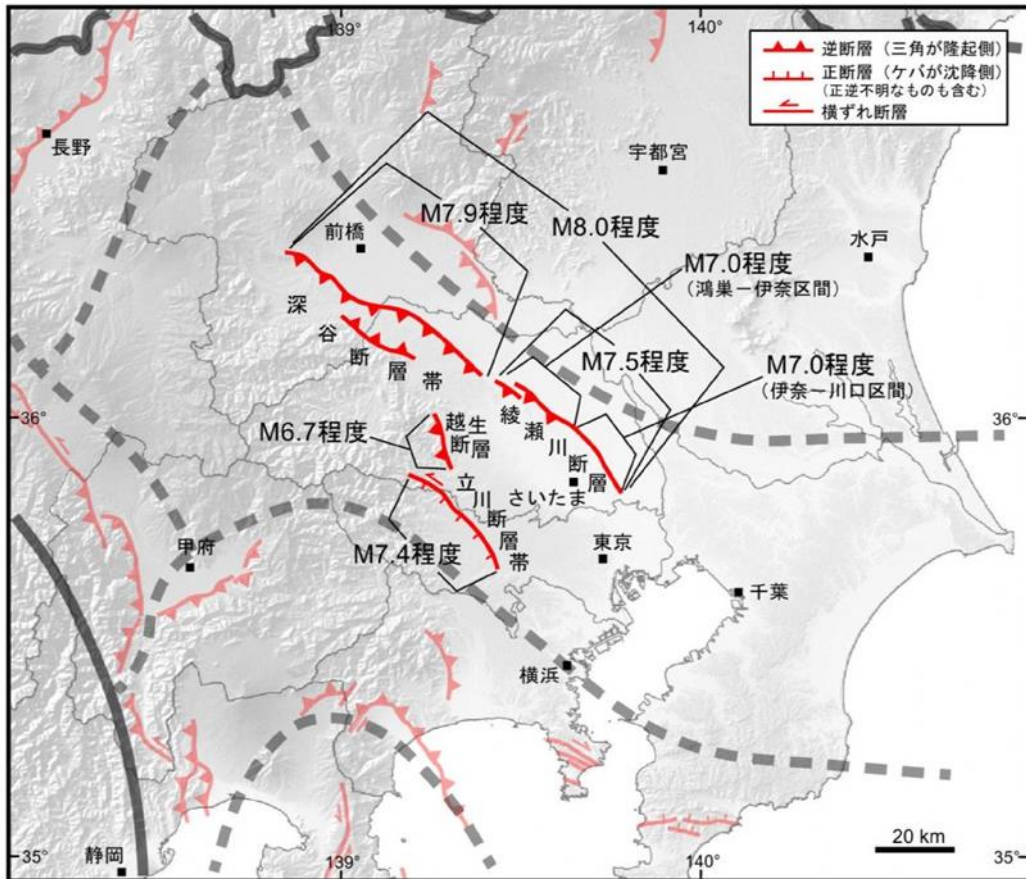 139°
140°
逆断層（三角が隆起側）
正断層（ケバが沈降側）
（正逆不明なものも含む）
横ずれ断層
長野
宇都宮
前橋
M7.9程度
M8.0程度
水戸
M7.0程度
（鴻巣ー伊奈区間）
深谷断層帯
M7.5程度
M7.0程度
（伊奈ー川口区間）
36°
36°
綾瀬川断層
M6.7程度
越生断層
立川断層帯
さいたま
甲府
M7.4程度
東京
千葉
横浜
20 km
静岡
35°
139°
140°
35°